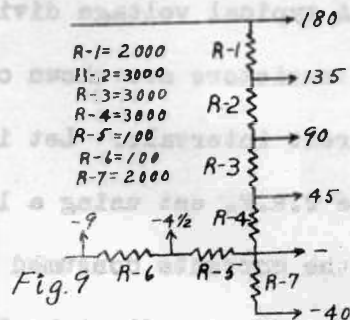 180
R-1
135
R-2
90
R-3
45
R-4
-
R-7
-40
R-1=2000
R-2=3000
R-3=3000
R-4=3000
R-5=100
R-6=100
R-7=2000
-9
-4½
R-6
R-5
Fig.9